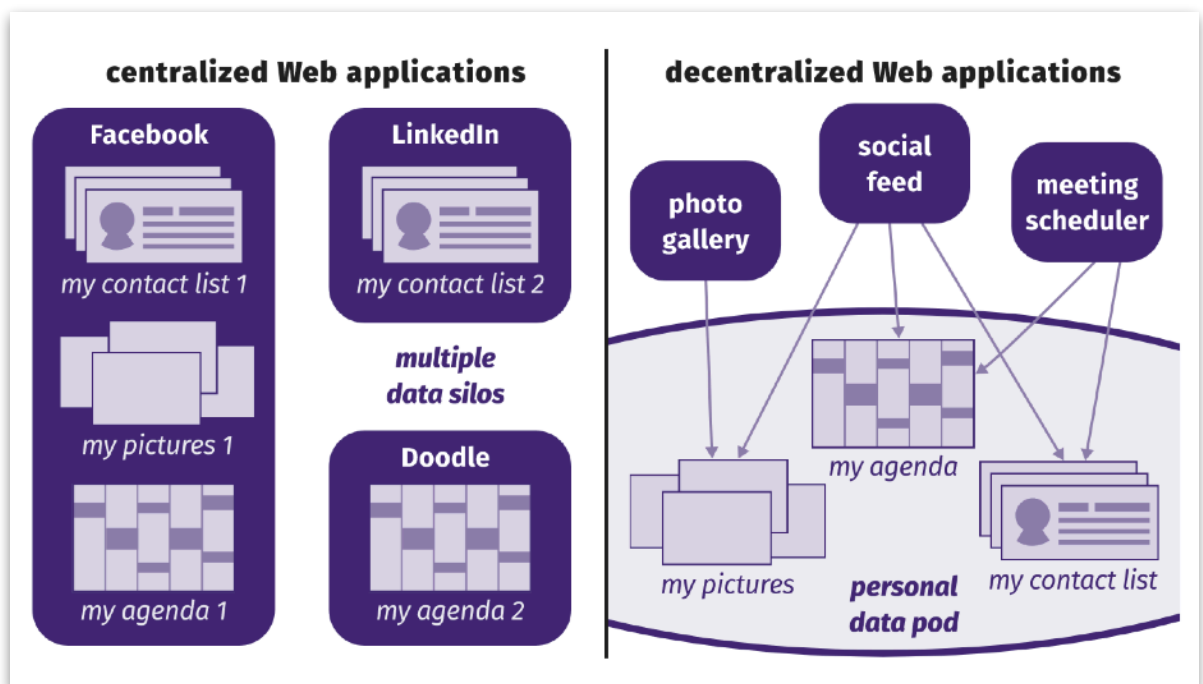 centralized Web applications
Facebook
my contact list 1
my pictures 1
my agenda 1
LinkedIn
my contact list 2
multiple
data silos
Doodle
my agenda 2
decentralized Web applications
photo
gallery
social
feed
meeting
scheduler
my agenda
my pictures
my contact list
personal
data pod